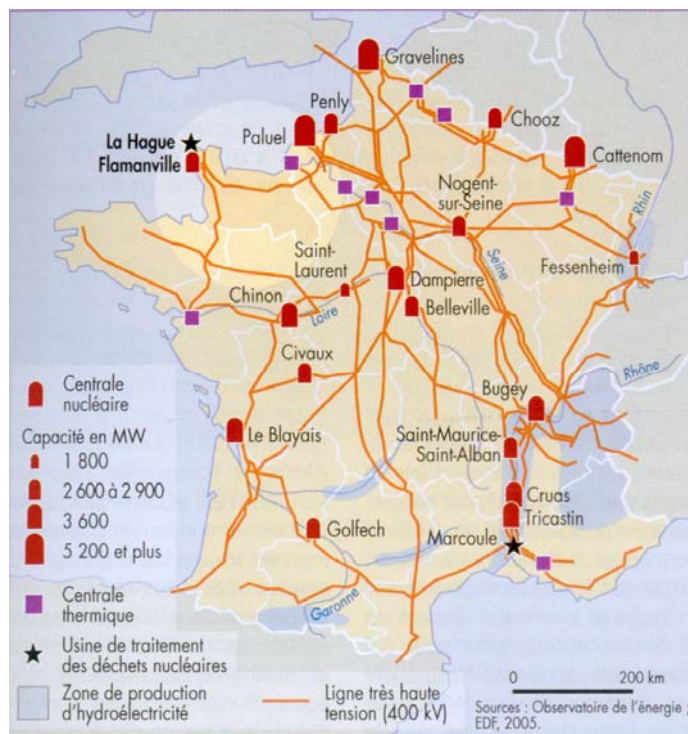 Gravelines
Penly
Paluel
Chooz
La Hague
Flamanville
Cattenom
Nogent-
sur-Seine
Rhin
Seine
Fessenheim
Saint-
Laurent
Dampierre
Chinon
Loire
Belleville
Civaux
Rhône
Bugey
Le Blayais
Saint-Maurice-
Saint-Alban
Cruas
Tricastin
Golfech
Marcoule
Garonne
Centrale
nucléaire
Capacité en MW
1 800
2 600 à 2 900
3 600
5 200 et plus
Centrale
thermique
Usine de traitement
des déchets nucléaires
Zone de production
d'hydroélectricité
Ligne très haute
tension (400 kV)
0 200 km
Sources : Observatoire de l'énergie ;
EDF, 2005.